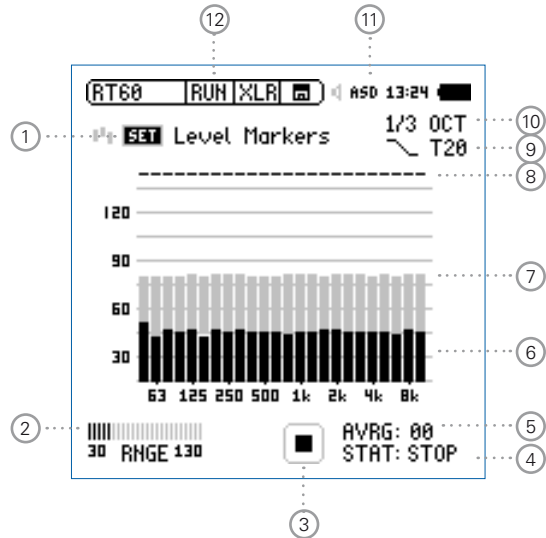 12
11
RT60 RUN XLR ASD 13:24
1 SET Level Markers 1/3 OCT 10
T20 9
8
120
90
7
60
6
30
63 125 250 500 1k 2k 4k 8k
2 AVRG: 00 5
30 RNGE 130 STAT: STOP 4
3